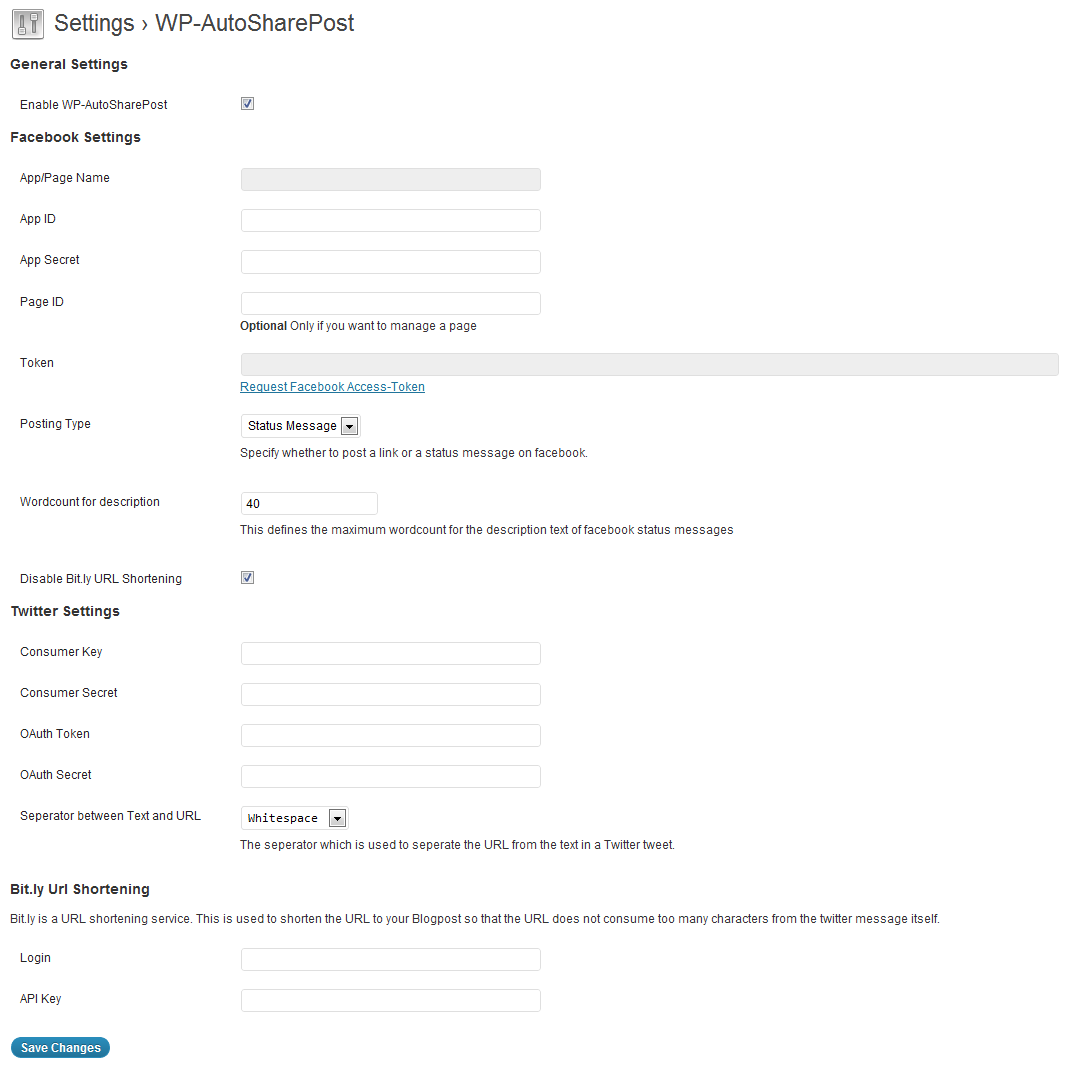 Settings › WP-AutoSharePost
General Settings
Enable WP-AutoSharePost
Facebook Settings
App/Page Name
App ID
App Secret
Page ID
Optional Only if you want to manage a page
Token
Request Facebook Access-Token
Posting Type
Status Message
Specify whether to post a link or a status message on facebook.
Wordcount for description
40
This defines the maximum wordcount for the description text of facebook status messages
Disable Bit.ly URL Shortening
Twitter Settings
Consumer Key
Consumer Secret
OAuth Token
OAuth Secret
Seperator between Text and URL
Whitespace
The seperator which is used to seperate the URL from the text in a Twitter tweet.
Bit.ly Url Shortening
Bit.ly is a URL shortening service. This is used to shorten the URL to your Blogpost so that the URL does not consume too many characters from the twitter message itself.
Login
API Key
Save Changes